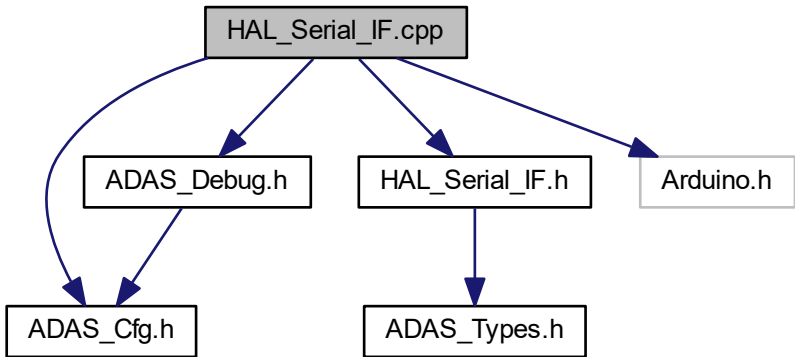 HAL_Serial_IF.cpp
ADAS_Debug.h
HAL_Serial_IF.h
Arduino.h
ADAS_Cfg.h
ADAS_Types.h